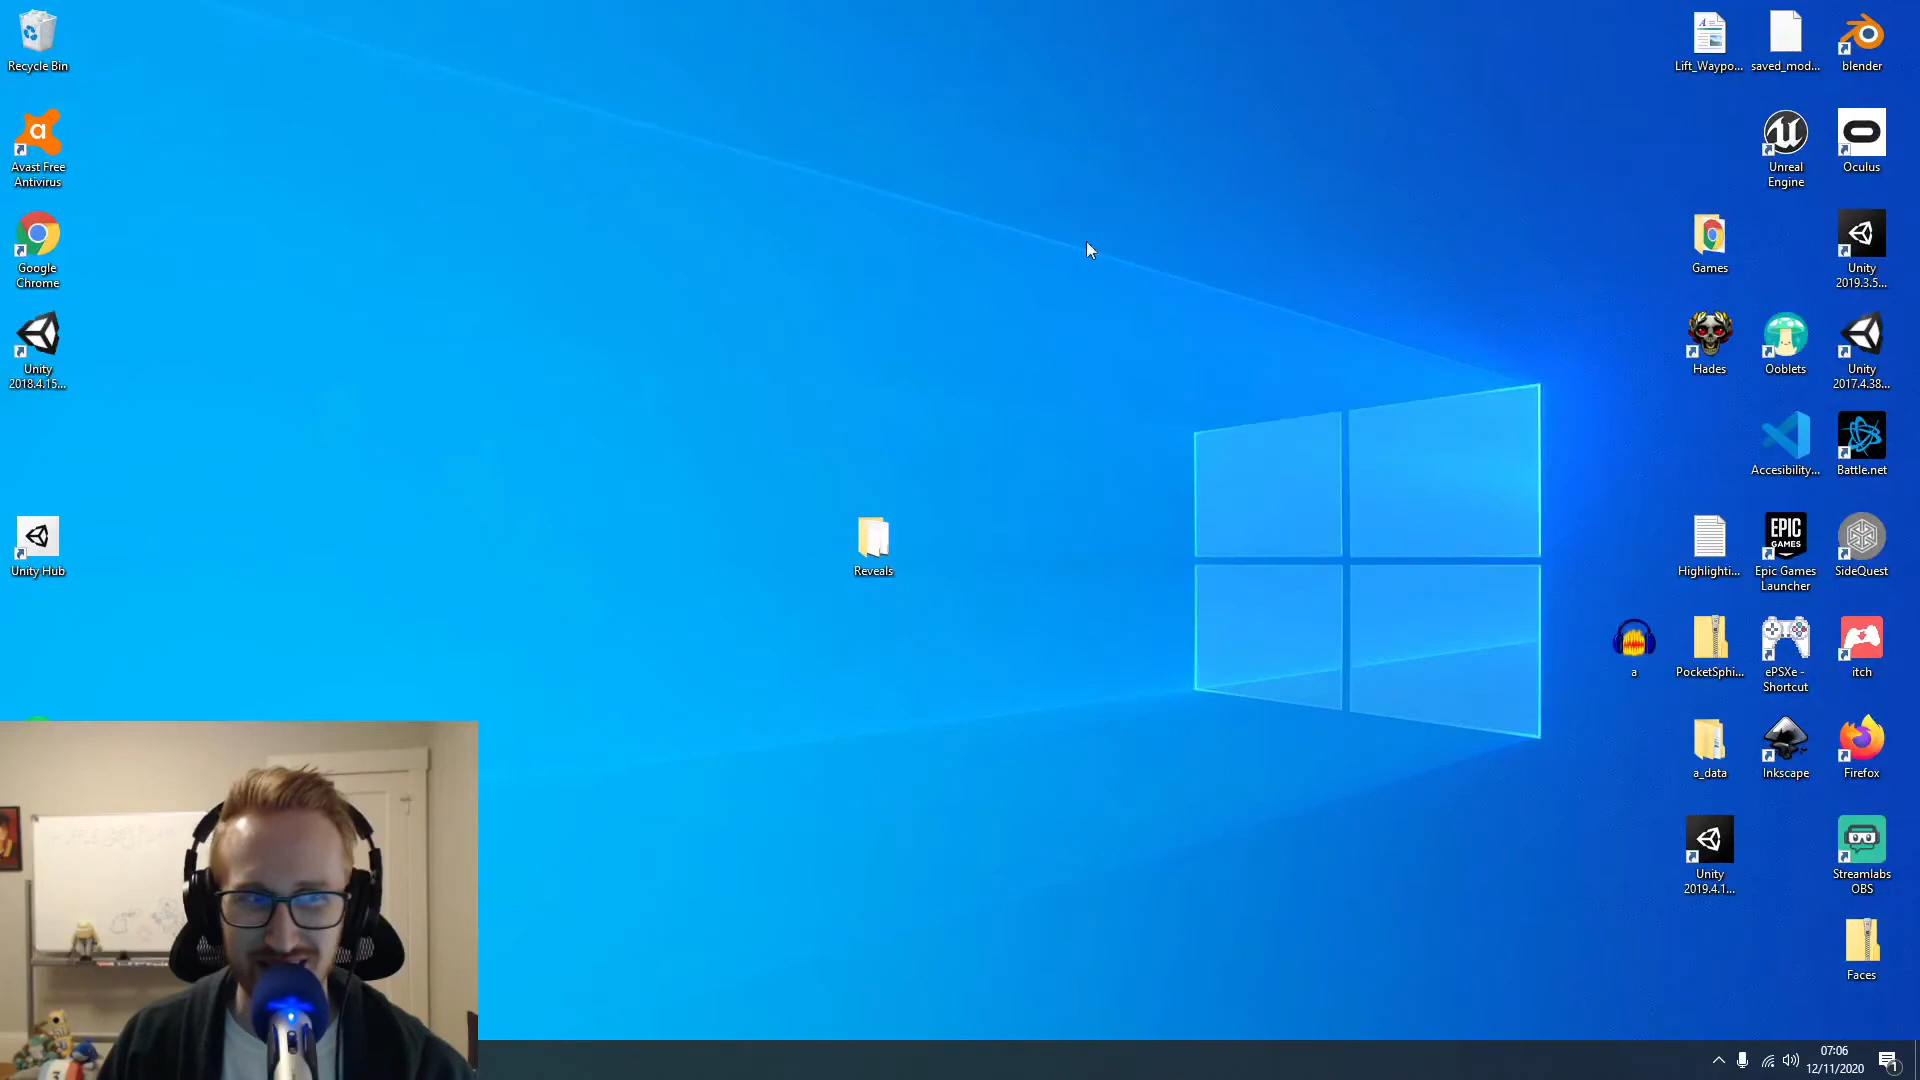 Recycle Bin
Avast Free
Antivirus
Google
Chrome
Unity
2018.4.15...
Unity Hub
Reveals
Lift_Waypo...
saved_mod...
blender
Unreal
Engine
Oculus
Games
Unity
2019.3.5...
Hades
Ooblets
Unity
2017.4.38...
Accesibility...
Battle.net
Highlighti...
EPIC
GAMES
Epic Games
Launcher
SideQuest
a
PocketSphi...
ePSXe -
Shortcut
itch
a_data
Inkscape
Firefox
Unity
2019.4.1...
Streamlabs
OBS
Faces
07:06
12/11/2020
1